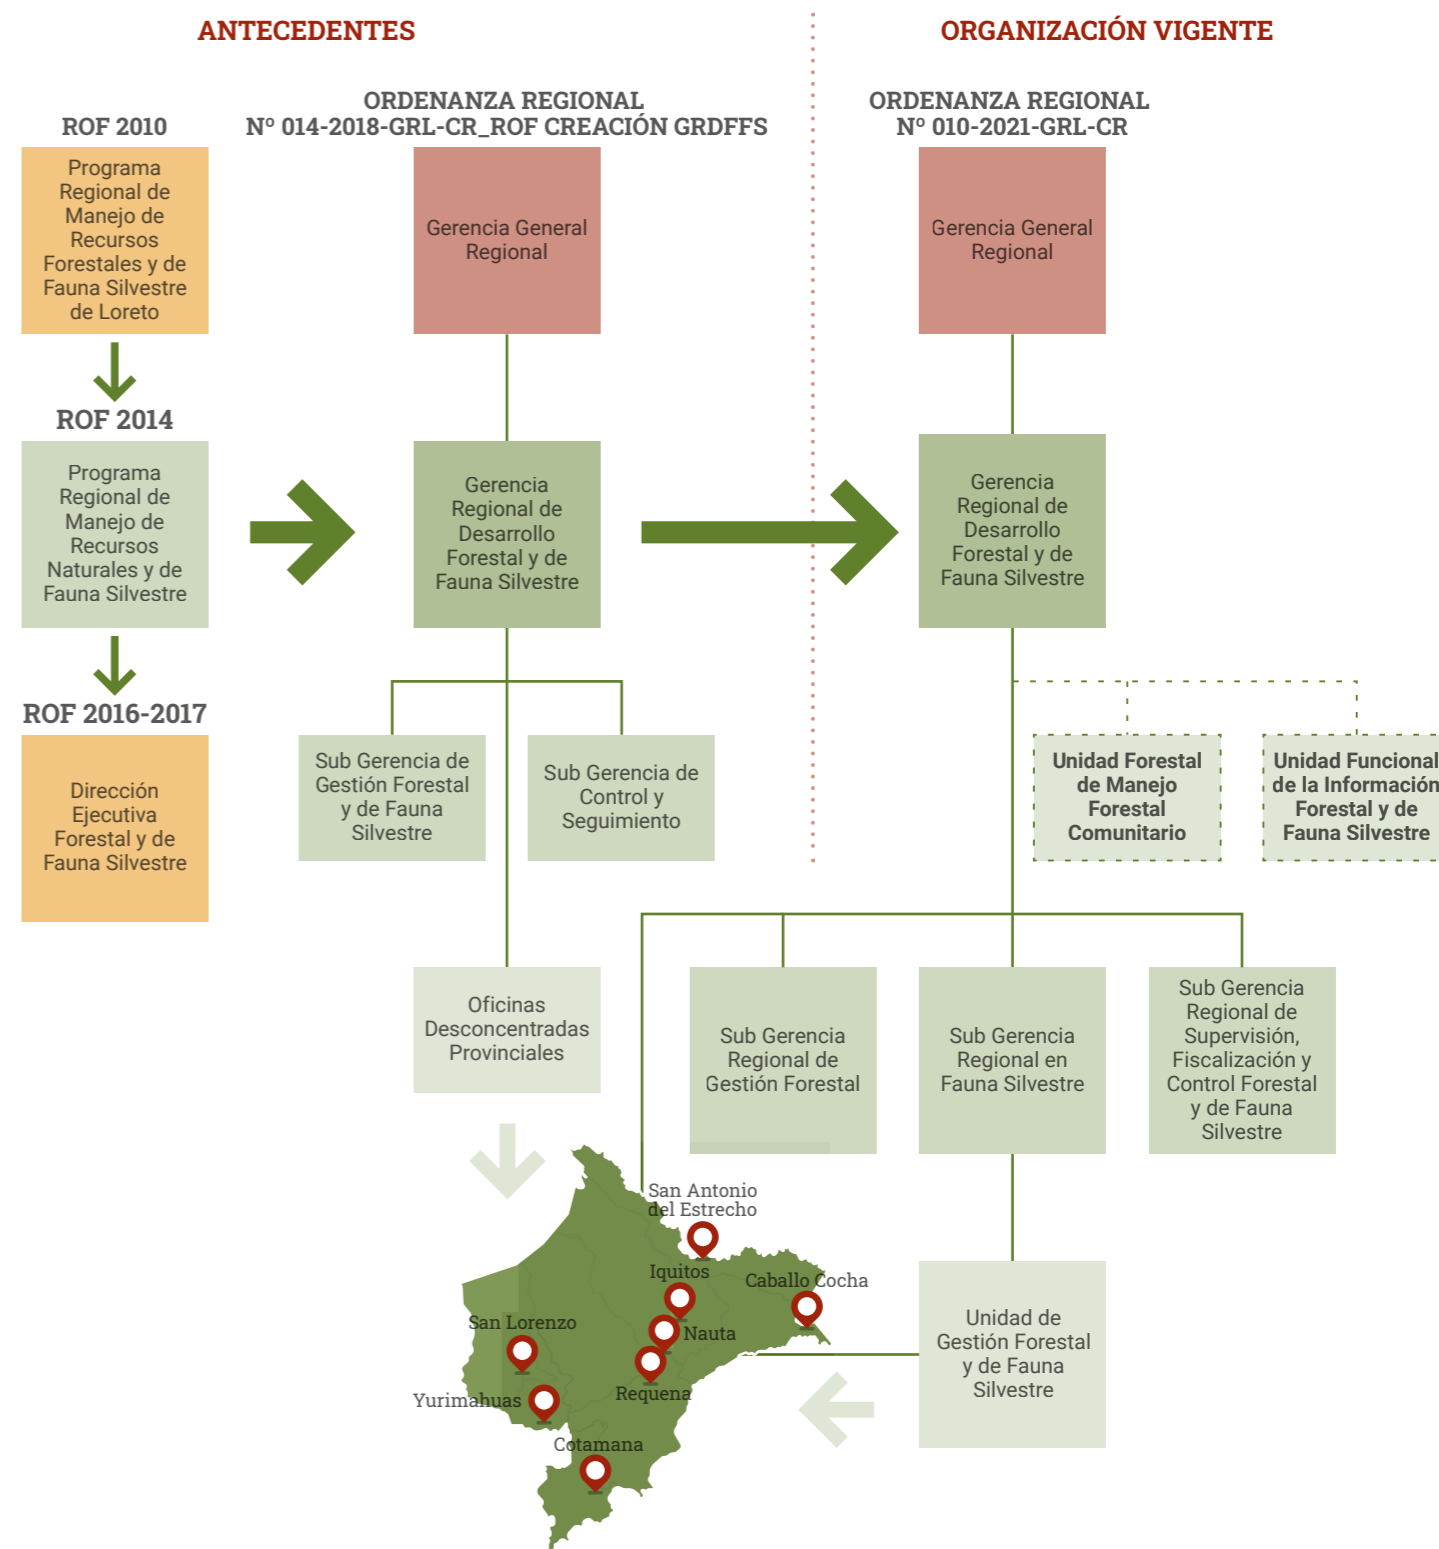 ANTECEDENTES
ORGANIZACIÓN VIGENTE
ROF 2010
Programa
Regional de
Manejo de
Recursos
Forestales y de
Fauna Silvestre
de Loreto
ROF 2014
Programa
Regional de
Manejo de
Recursos
Naturales y de
Fauna Silvestre
ROF 2016-2017
Dirección
Ejecutiva
Forestal y de
Fauna Silvestre
ORDENANZA REGIONAL
Nº 014-2018-GRL-CR_ROF CREACIÓN GRDFFS
Gerencia General
Regional
Gerencia
Regional de
Desarrollo
Forestal y de
Fauna Silvestre
Sub Gerencia de
Gestión Forestal
y de Fauna
Silvestre
Sub Gerencia de
Control y
Seguimiento
Oficinas
Desconcentradas
Provinciales
ORDENANZA REGIONAL
Nº 010-2021-GRL-CR
Gerencia General
Regional
Gerencia
Regional de
Desarrollo
Forestal y de
Fauna Silvestre
Unidad Forestal
de Manejo
Forestal
Comunitario
Unidad Funcional
de la Información
Forestal y de
Fauna Silvestre
Sub Gerencia
Regional de
Gestión Forestal
Sub Gerencia
Regional en
Fauna Silvestre
Sub Gerencia
Regional de
Supervisión,
Fiscalización y
Control Forestal
y de Fauna
Silvestre
Unidad de
Gestión Forestal
y de Fauna
Silvestre
San Antonio
del Estrecho
Iquitos
Caballo Cocha
San Lorenzo
Nauta
Requena
Yurimahuas
Cotamana